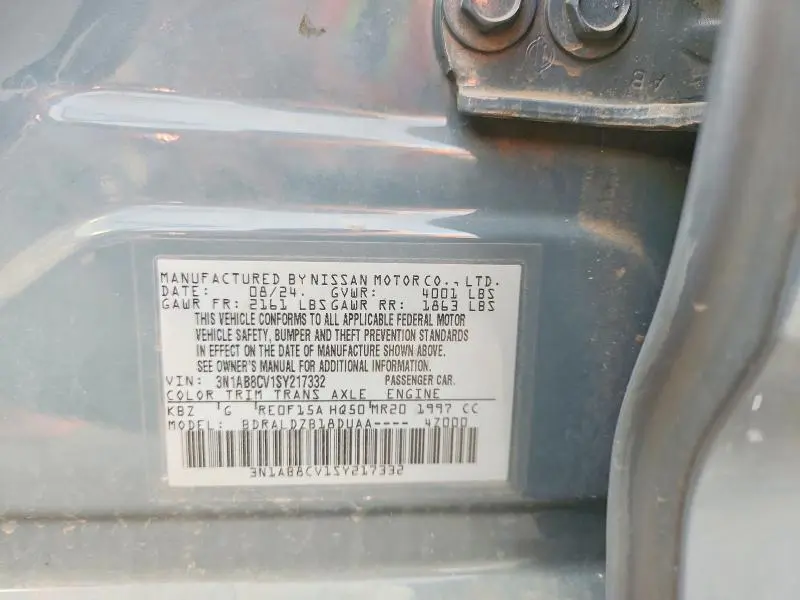 MANUFACTURED BY NISSAN MOTOR CO., LTD.
DATE: 08/24. GVWR: 4001 LBS
GAWR FR: 2161 LBS GAWR RR: 1863 LBS
THIS VEHICLE CONFORMS TO ALL APPLICABLE FEDERAL MOTOR
VEHICLE SAFETY, BUMPER AND THEFT PREVENTION STANDARDS
IN EFFECT ON THE DATE OF MANUFACTURE SHOWN ABOVE.
SEE OWNER'S MANUAL FOR ADDITIONAL INFORMATION.
VIN: 3N1AB8CV1SY217332 PASSENGER CAR.
COLOR TRIM TRANS AXLE ENGINE
KBZ G RE0F15A HQ50 MR20 1997 CC
MODEL: BDRALDZB18DUAA---- 4Z000
3N1AB8CV1SY217332